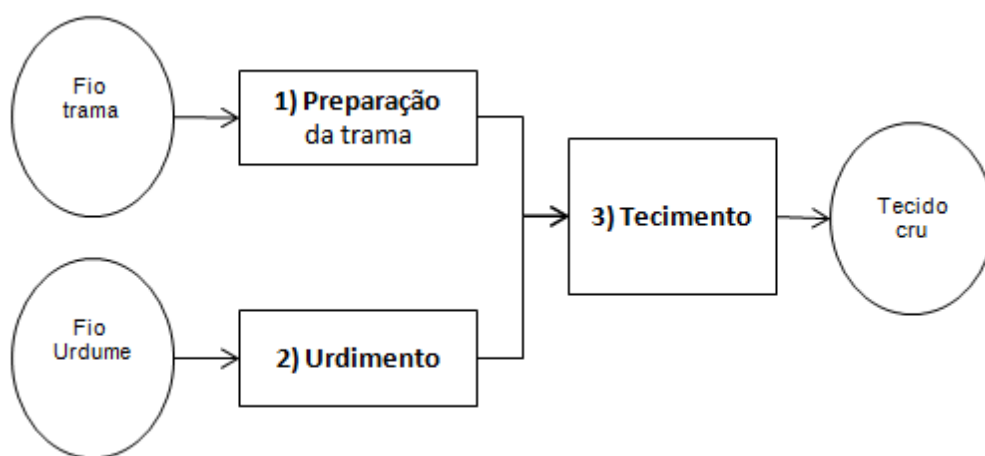 Fio
trama
1) Preparação
da trama
3) Tecimento
Tecido
cru
Fio
Urdume
2) Urdimento